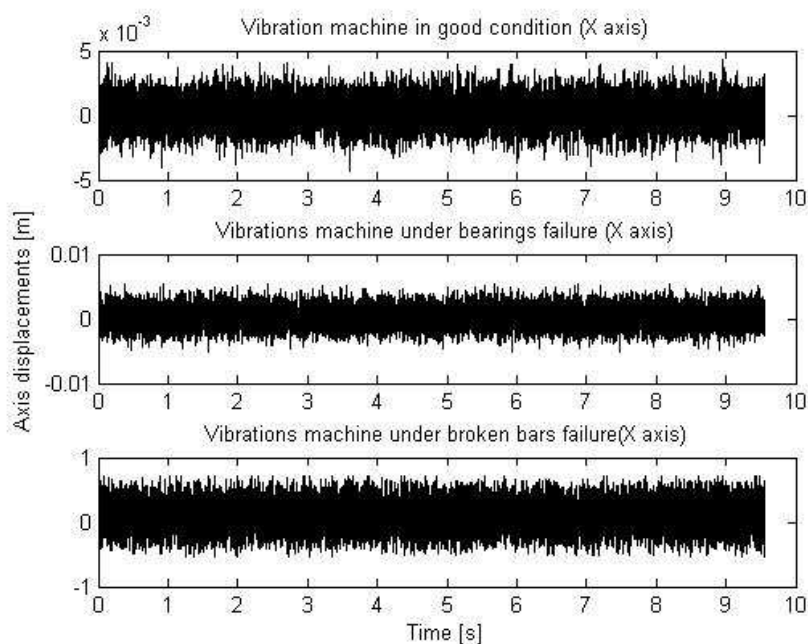 Vibration machine in good condition (X axis)
x 10⁻³
5
0
-5
0 1 2 3 4 5 6 7 8 9 10
Vibrations machine under bearings failure (X axis)
0.01
0
-0.01
0 1 2 3 4 5 6 7 8 9 10
Axis displacements [m]
Vibrations machine under broken bars failure(X axis)
1
0
-1
0 1 2 3 4 5 6 7 8 9 10
Time [s]